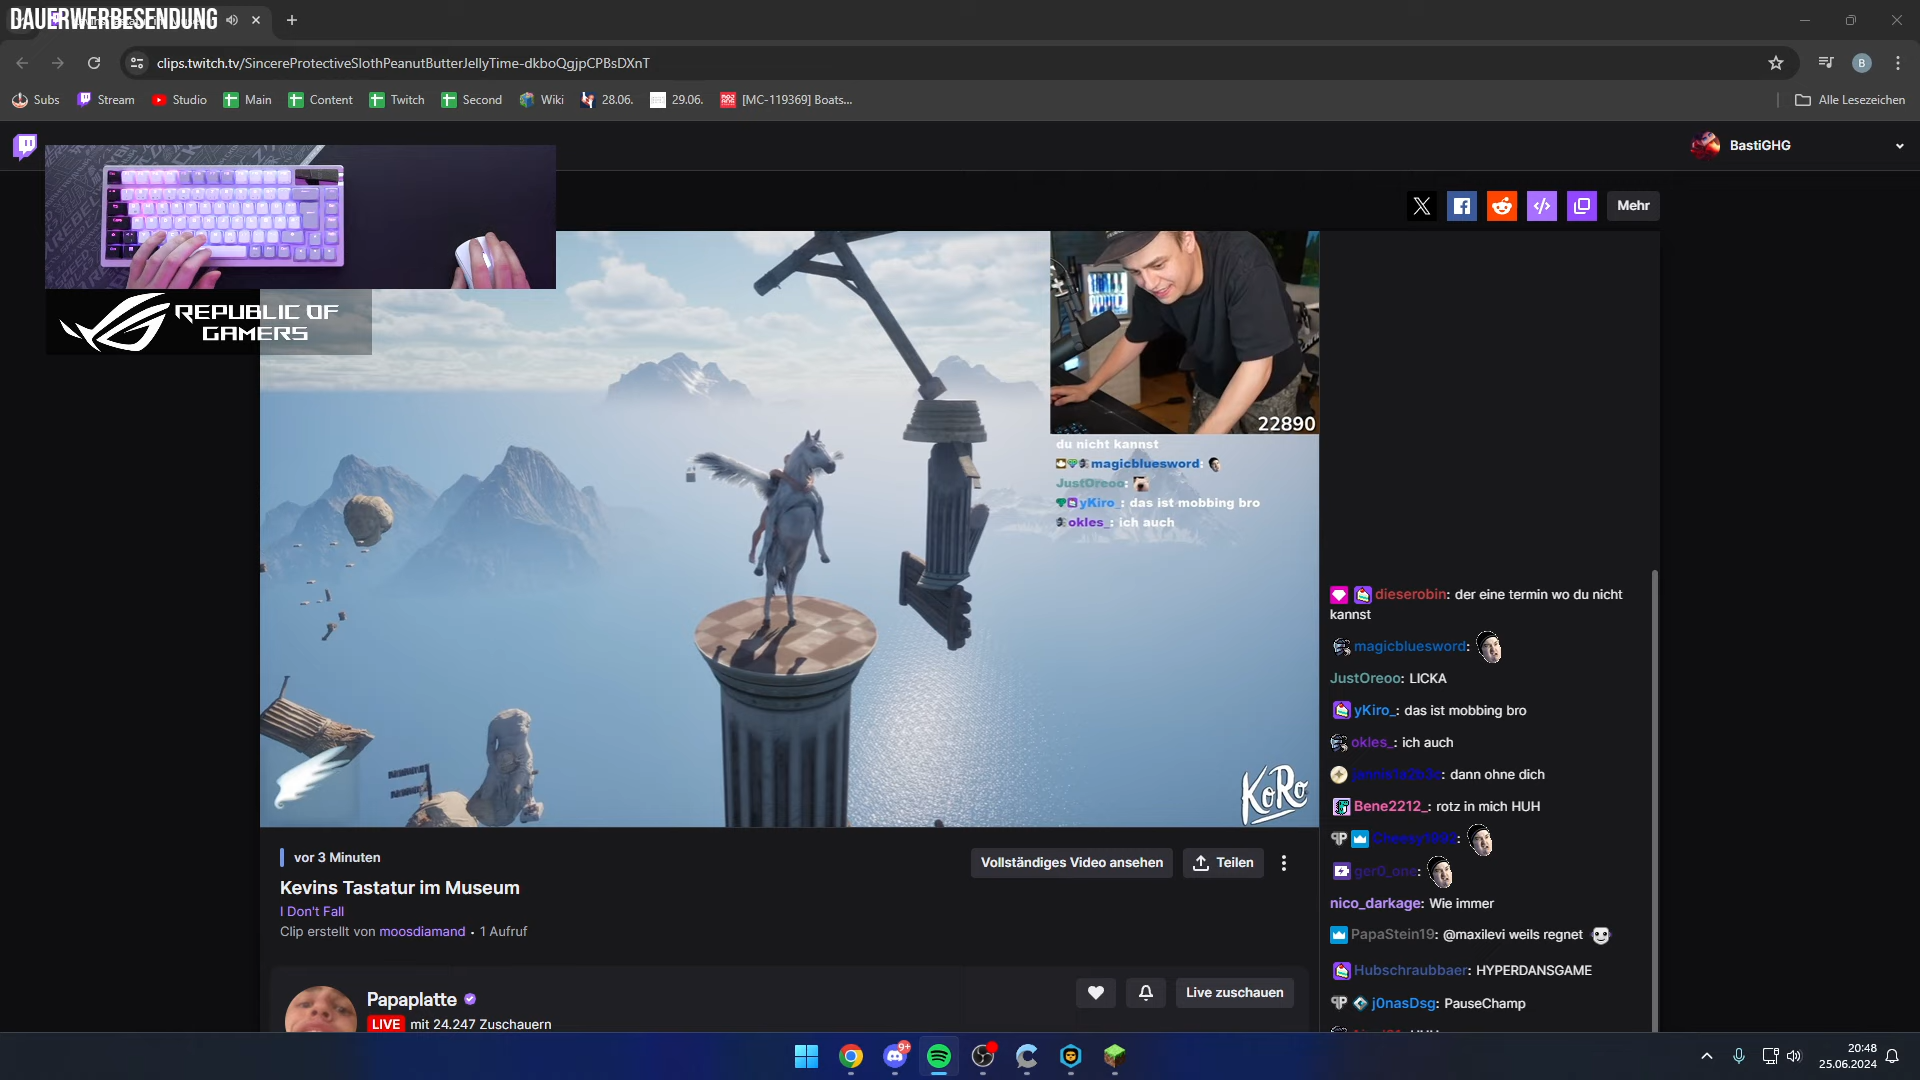 DAUERWERBESENDUNG
clips.twitch.tv/SincereProtectiveSlothPeanutButterJellyTime-dkboQgjpCPBsDXnT
B
Subs
Stream
Studio
Main
Content
Twitch
Second
Wiki
28.06.
29.06.
[MC-119369] Boats...
Alle Lesezeichen
BastiGHG
Mehr
REPUBLIC OF
GAMERS
22890
du nicht kannst
magicbluesword
JustOreoo:
yKiro_: das ist mobbing bro
okles_: ich auch
KoRo
dieserobin: der eine termin wo du nicht
kannst
magicbluesword:
JustOreoo: LICKA
yKiro_: das ist mobbing bro
okles_: ich auch
jannis1a2b3c: dann ohne dich
Bene2212_: rotz in mich HUH
Cheesy1992:
ger0_one:
nico_darkage: Wie immer
PapaStein19: @maxilevi weils regnet
Hubschraubbaer: HYPERDANSGAME
j0nasDsg: PauseChamp
vor 3 Minuten
Vollständiges Video ansehen
Teilen
Kevins Tastatur im Museum
I Don't Fall
Clip erstellt von moosdiamand • 1 Aufruf
Papaplatte
LIVE mit 24.247 Zuschauern
Live zuschauen
9+
20:48
25.06.2024